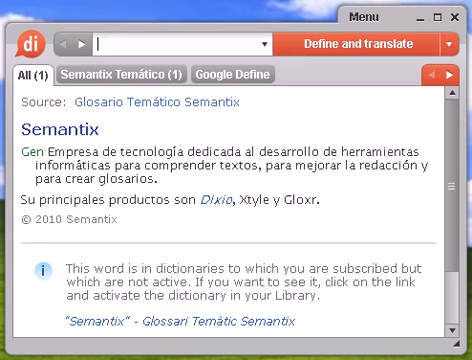 Menu
di
Define and translate
All (1)
Semantix Temático (1)
Google Define
Source: Glosario Temático Semantix
Semantix
Gen Empresa de tecnología dedicada al desarrollo de herramientas
informáticas para comprender textos, para mejorar la redacción y
para crear glosarios.
Su principales producto son Dixio, Xtyle y Gloxr.
© 2010 Semantix
i
This word is in dictionaries to which you are subscribed but
which are not active. If you want to see it, click on the link
and activate the dictionary in your Library.
"Semantix" - Glossari Temàtic Semantix